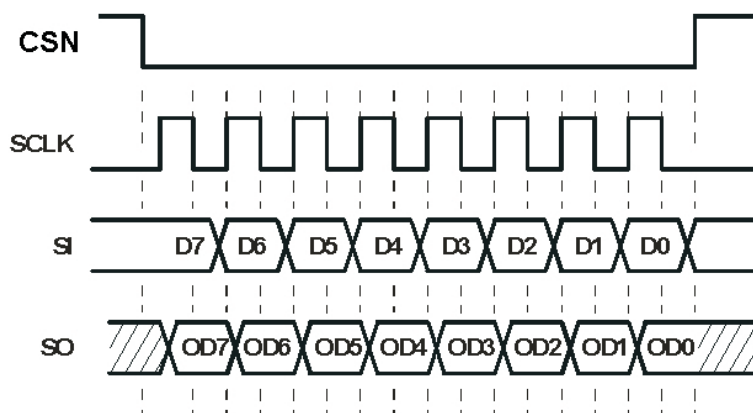 CSN
SCLK
SI D7 D6 D5 D4 D3 D2 D1 D0
SO OD7 OD6 OD5 OD4 OD3 OD2 OD1 OD0